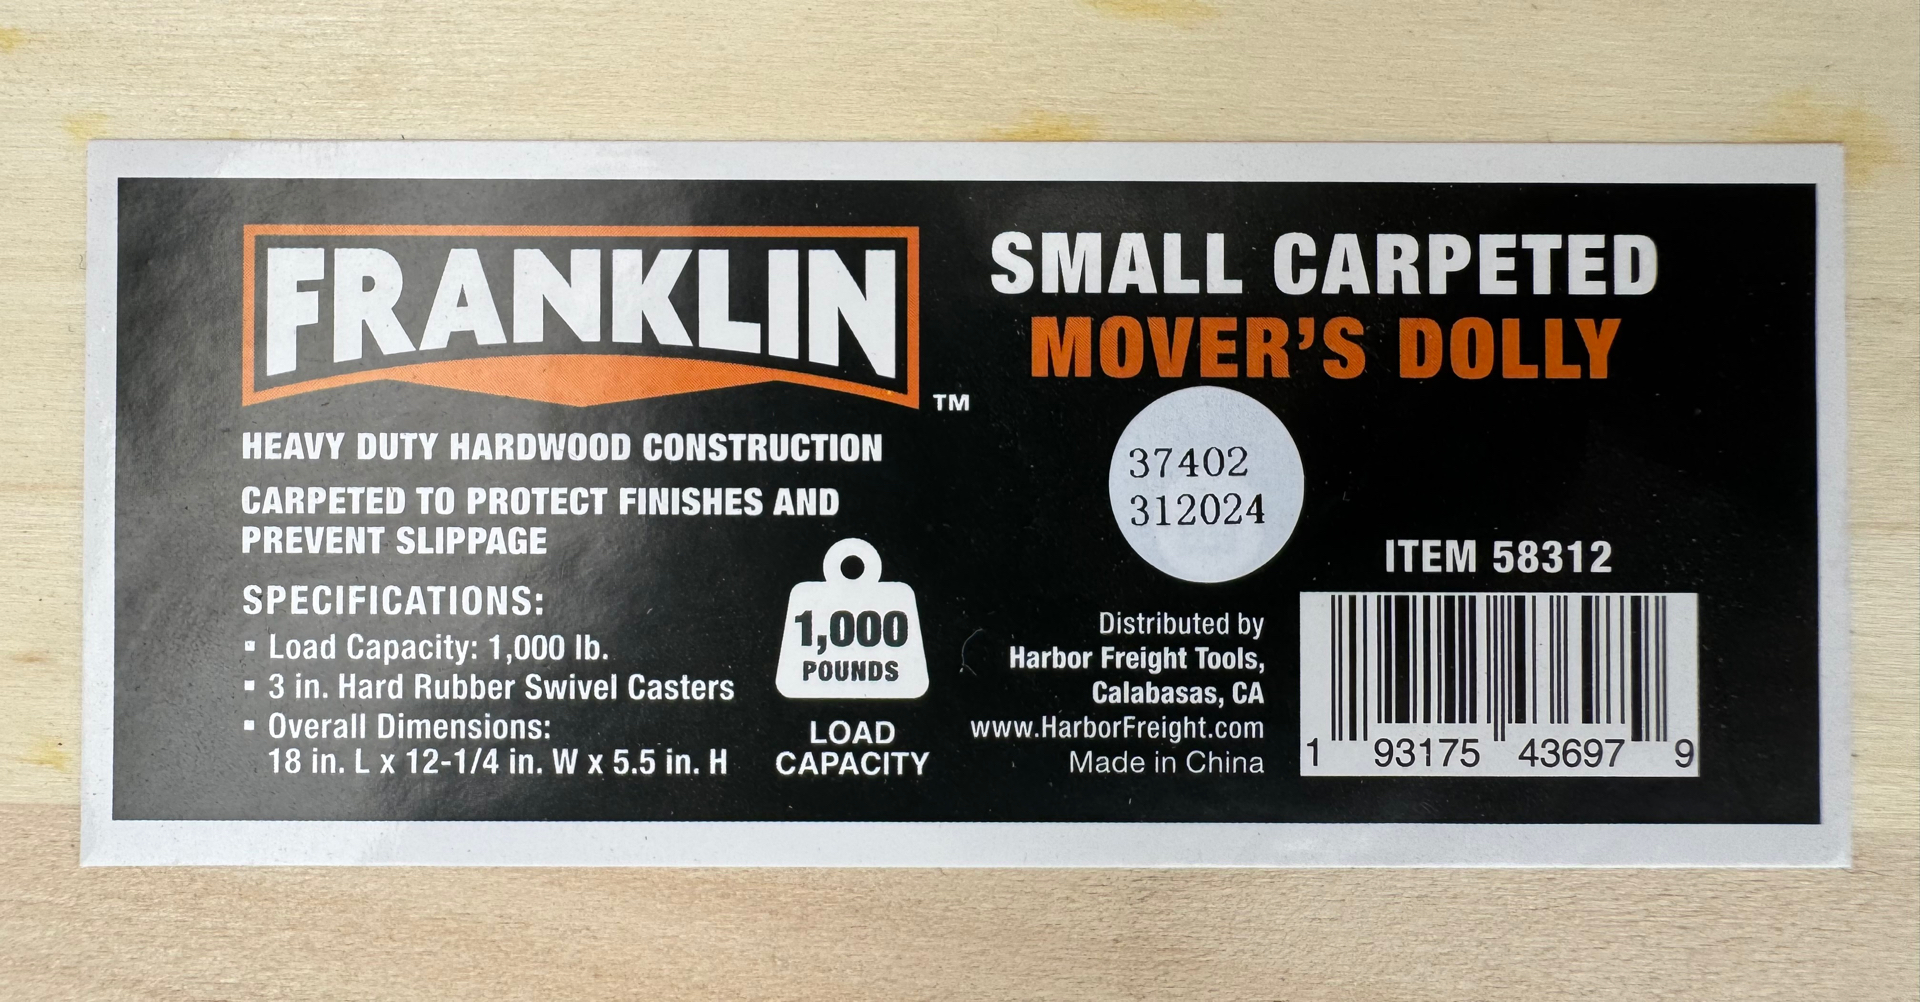 FRANKLIN™
HEAVY DUTY HARDWOOD CONSTRUCTION
CARPETED TO PROTECT FINISHES AND
PREVENT SLIPPAGE
SPECIFICATIONS:
▪ Load Capacity: 1,000 lb.
▪ 3 in. Hard Rubber Swivel Casters
▪ Overall Dimensions:
18 in. L x 12-1/4 in. W x 5.5 in. H
1,000
POUNDS
LOAD
CAPACITY
SMALL CARPETED
MOVER’S DOLLY
37402
312024
Distributed by
Harbor Freight Tools,
Calabasas, CA
www.HarborFreight.com
Made in China
ITEM 58312
1 93175 43697 9